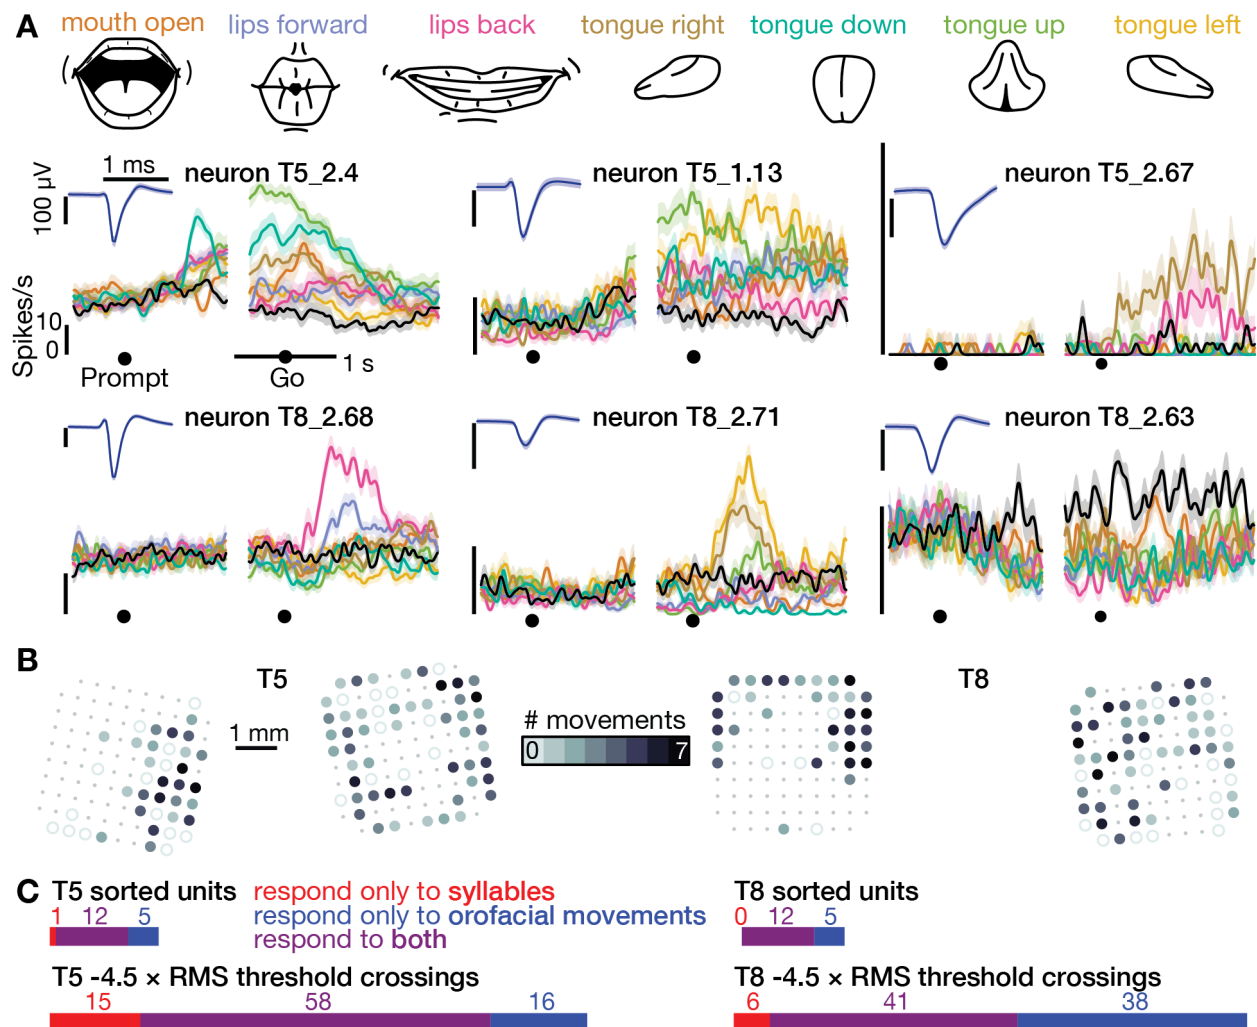 A
mouth open lips forward lips back tongue right tongue down tongue up tongue left
1 ms neuron T5_2.4 neuron T5_1.13 neuron T5_2.67
100 µV
Spikes/s
10
0
Prompt Go 1 s
neuron T8_2.68 neuron T8_2.71 neuron T8_2.63
B
T5 T8
1 mm # movements
0 7
C T5 sorted units respond only to syllables T8 sorted units
1 12 5 respond only to orofacial movements 0 12 5
respond to both
T5 -4.5 × RMS threshold crossings T8 -4.5 × RMS threshold crossings
15 58 16 6 41 38